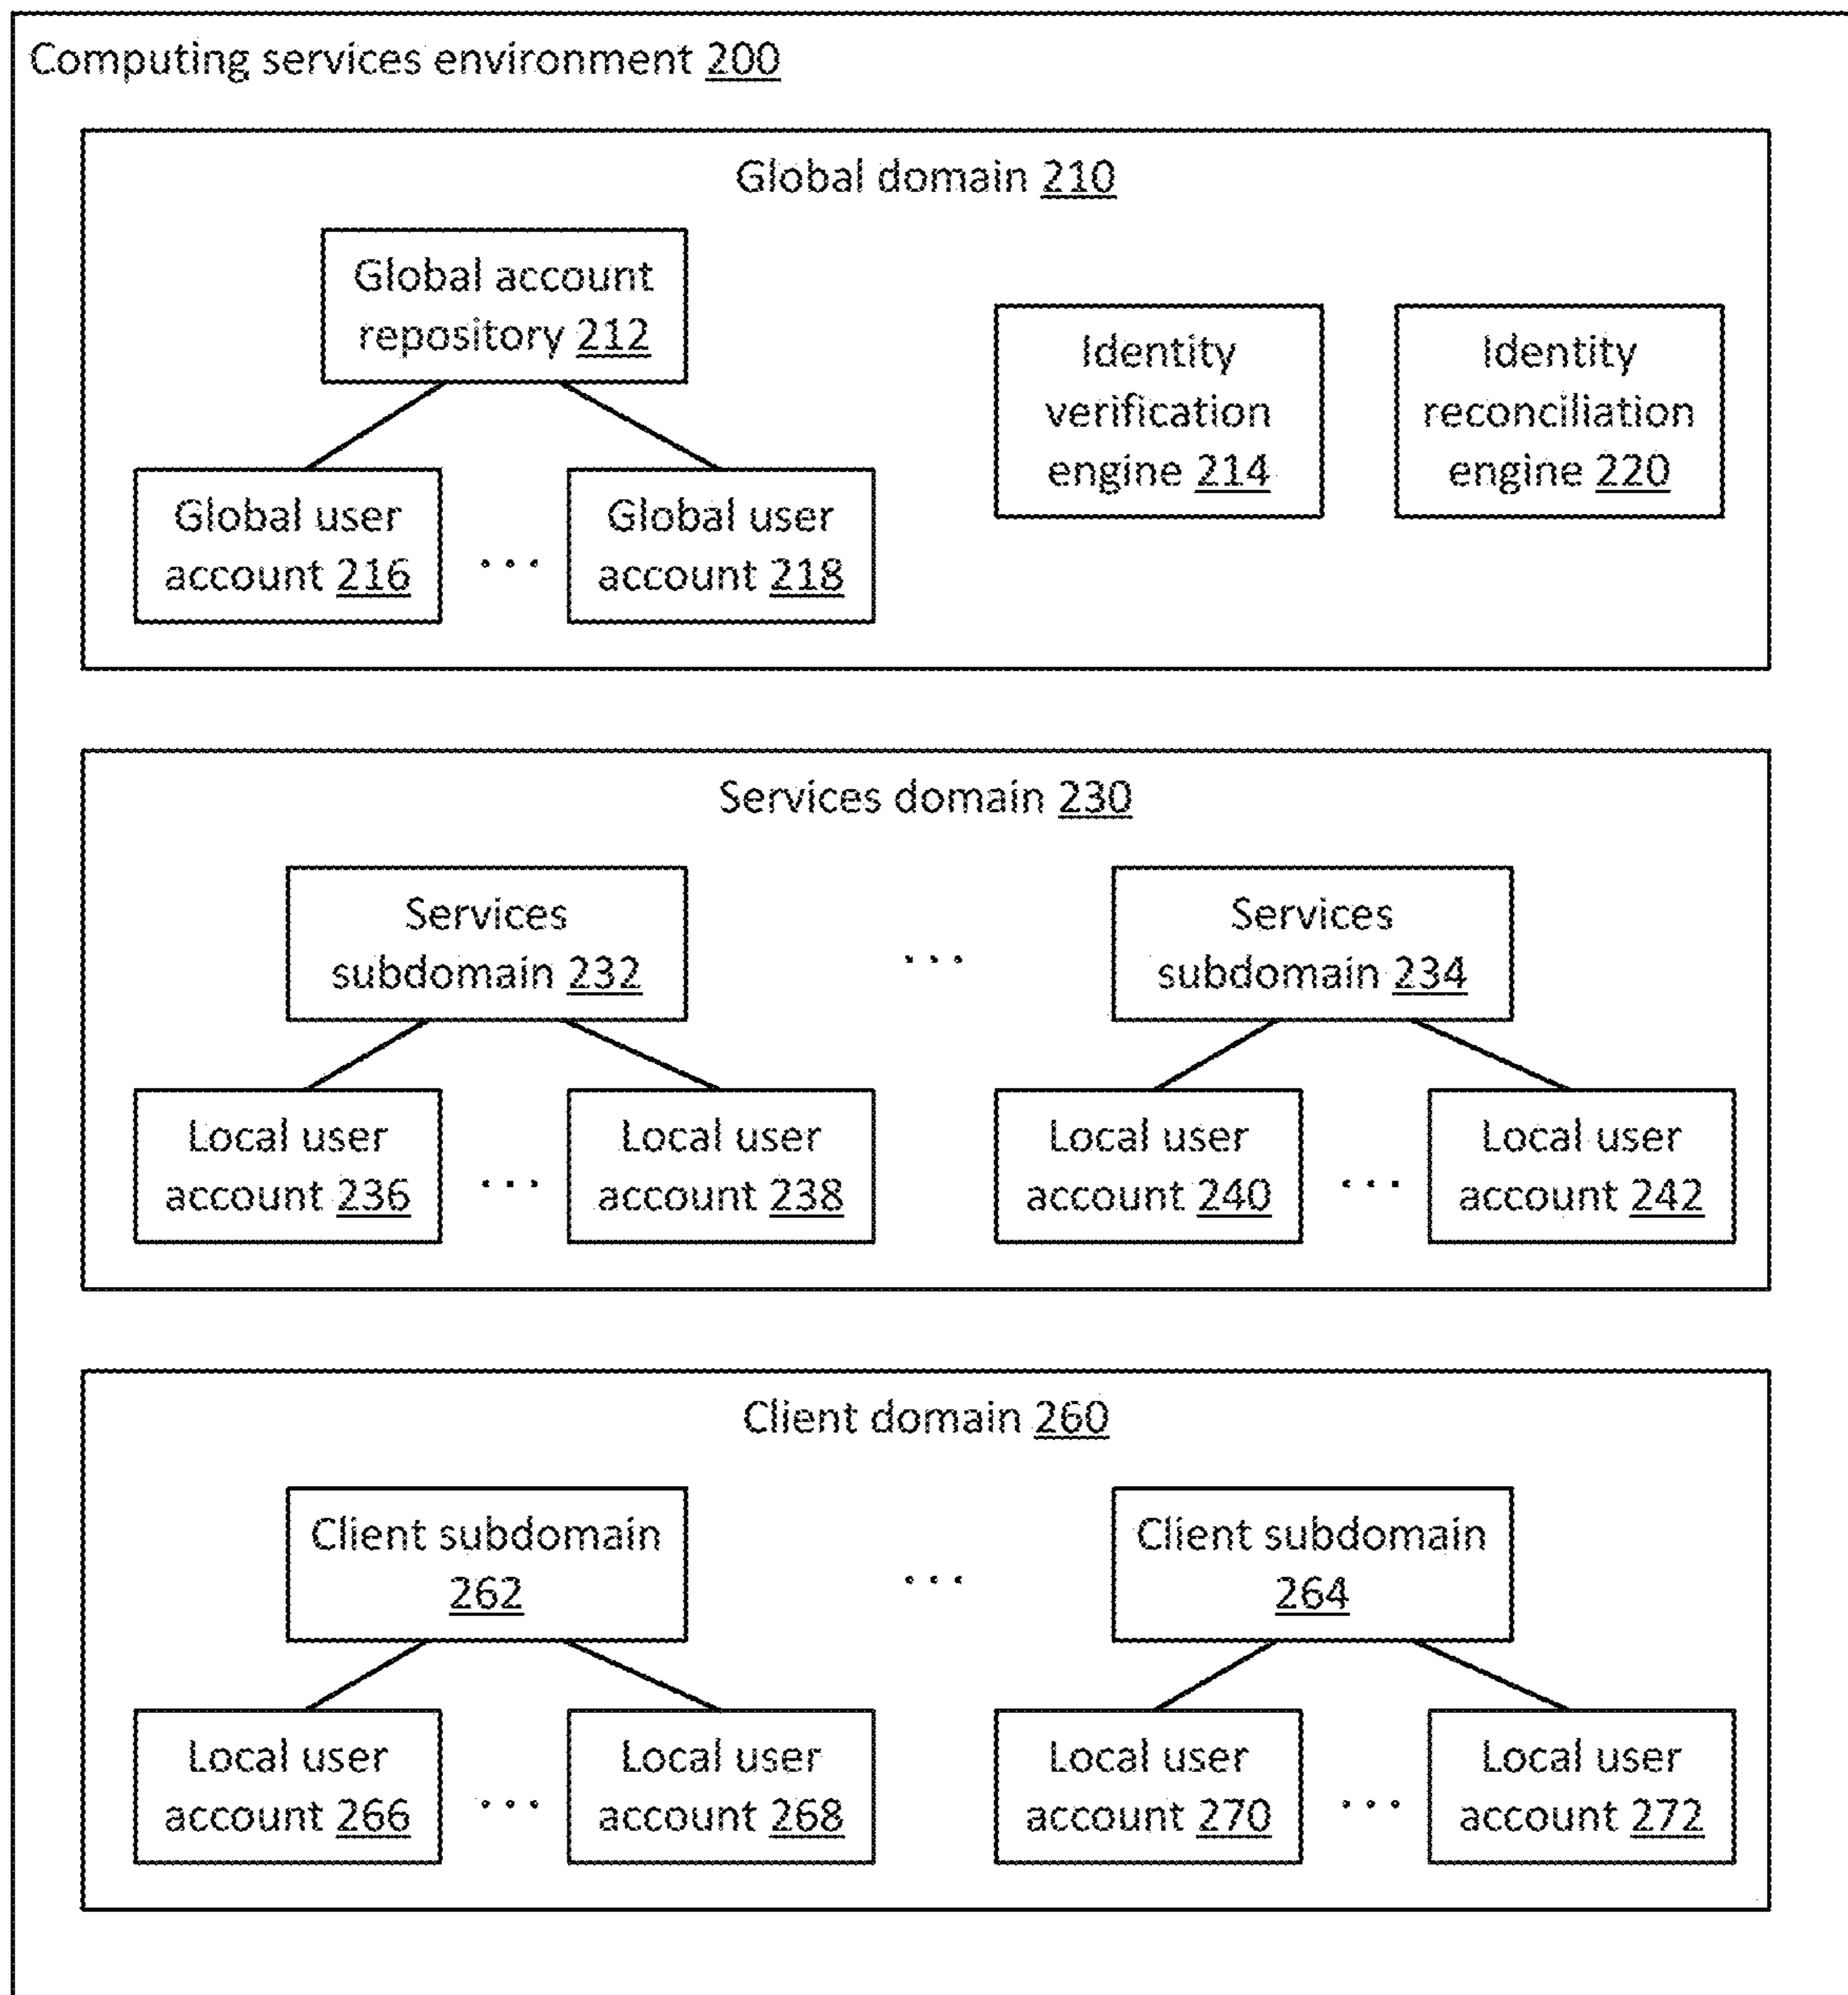 Computing services environment 200
Global domain 210
Global account
repository 212
Identity
verification
engine 214
Identity
reconciliation
engine 220
Global user
account 216
...
Global user
account 218
Services domain 230
Services
subdomain 232
...
Services
subdomain 234
Local user
account 236
...
Local user
account 238
Local user
account 240
...
Local user
account 242
Client domain 260
Client subdomain
262
...
Client subdomain
264
Local user
account 266
...
Local user
account 268
Local user
account 270
...
Local user
account 272